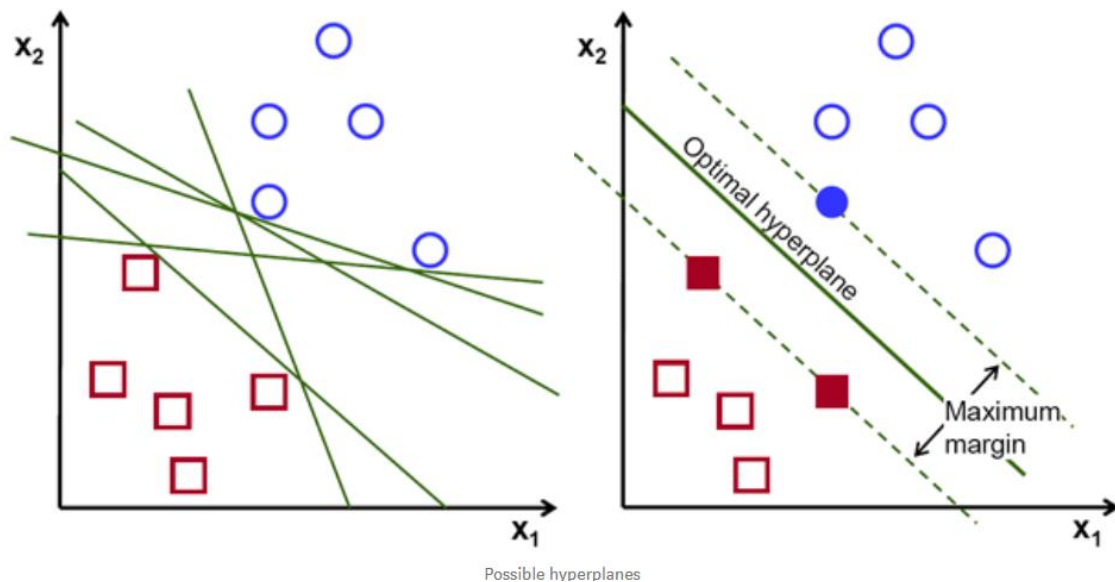 x₂
x₁
x₂
Optimal hyperplane
Maximum
margin
x₁
Possible hyperplanes